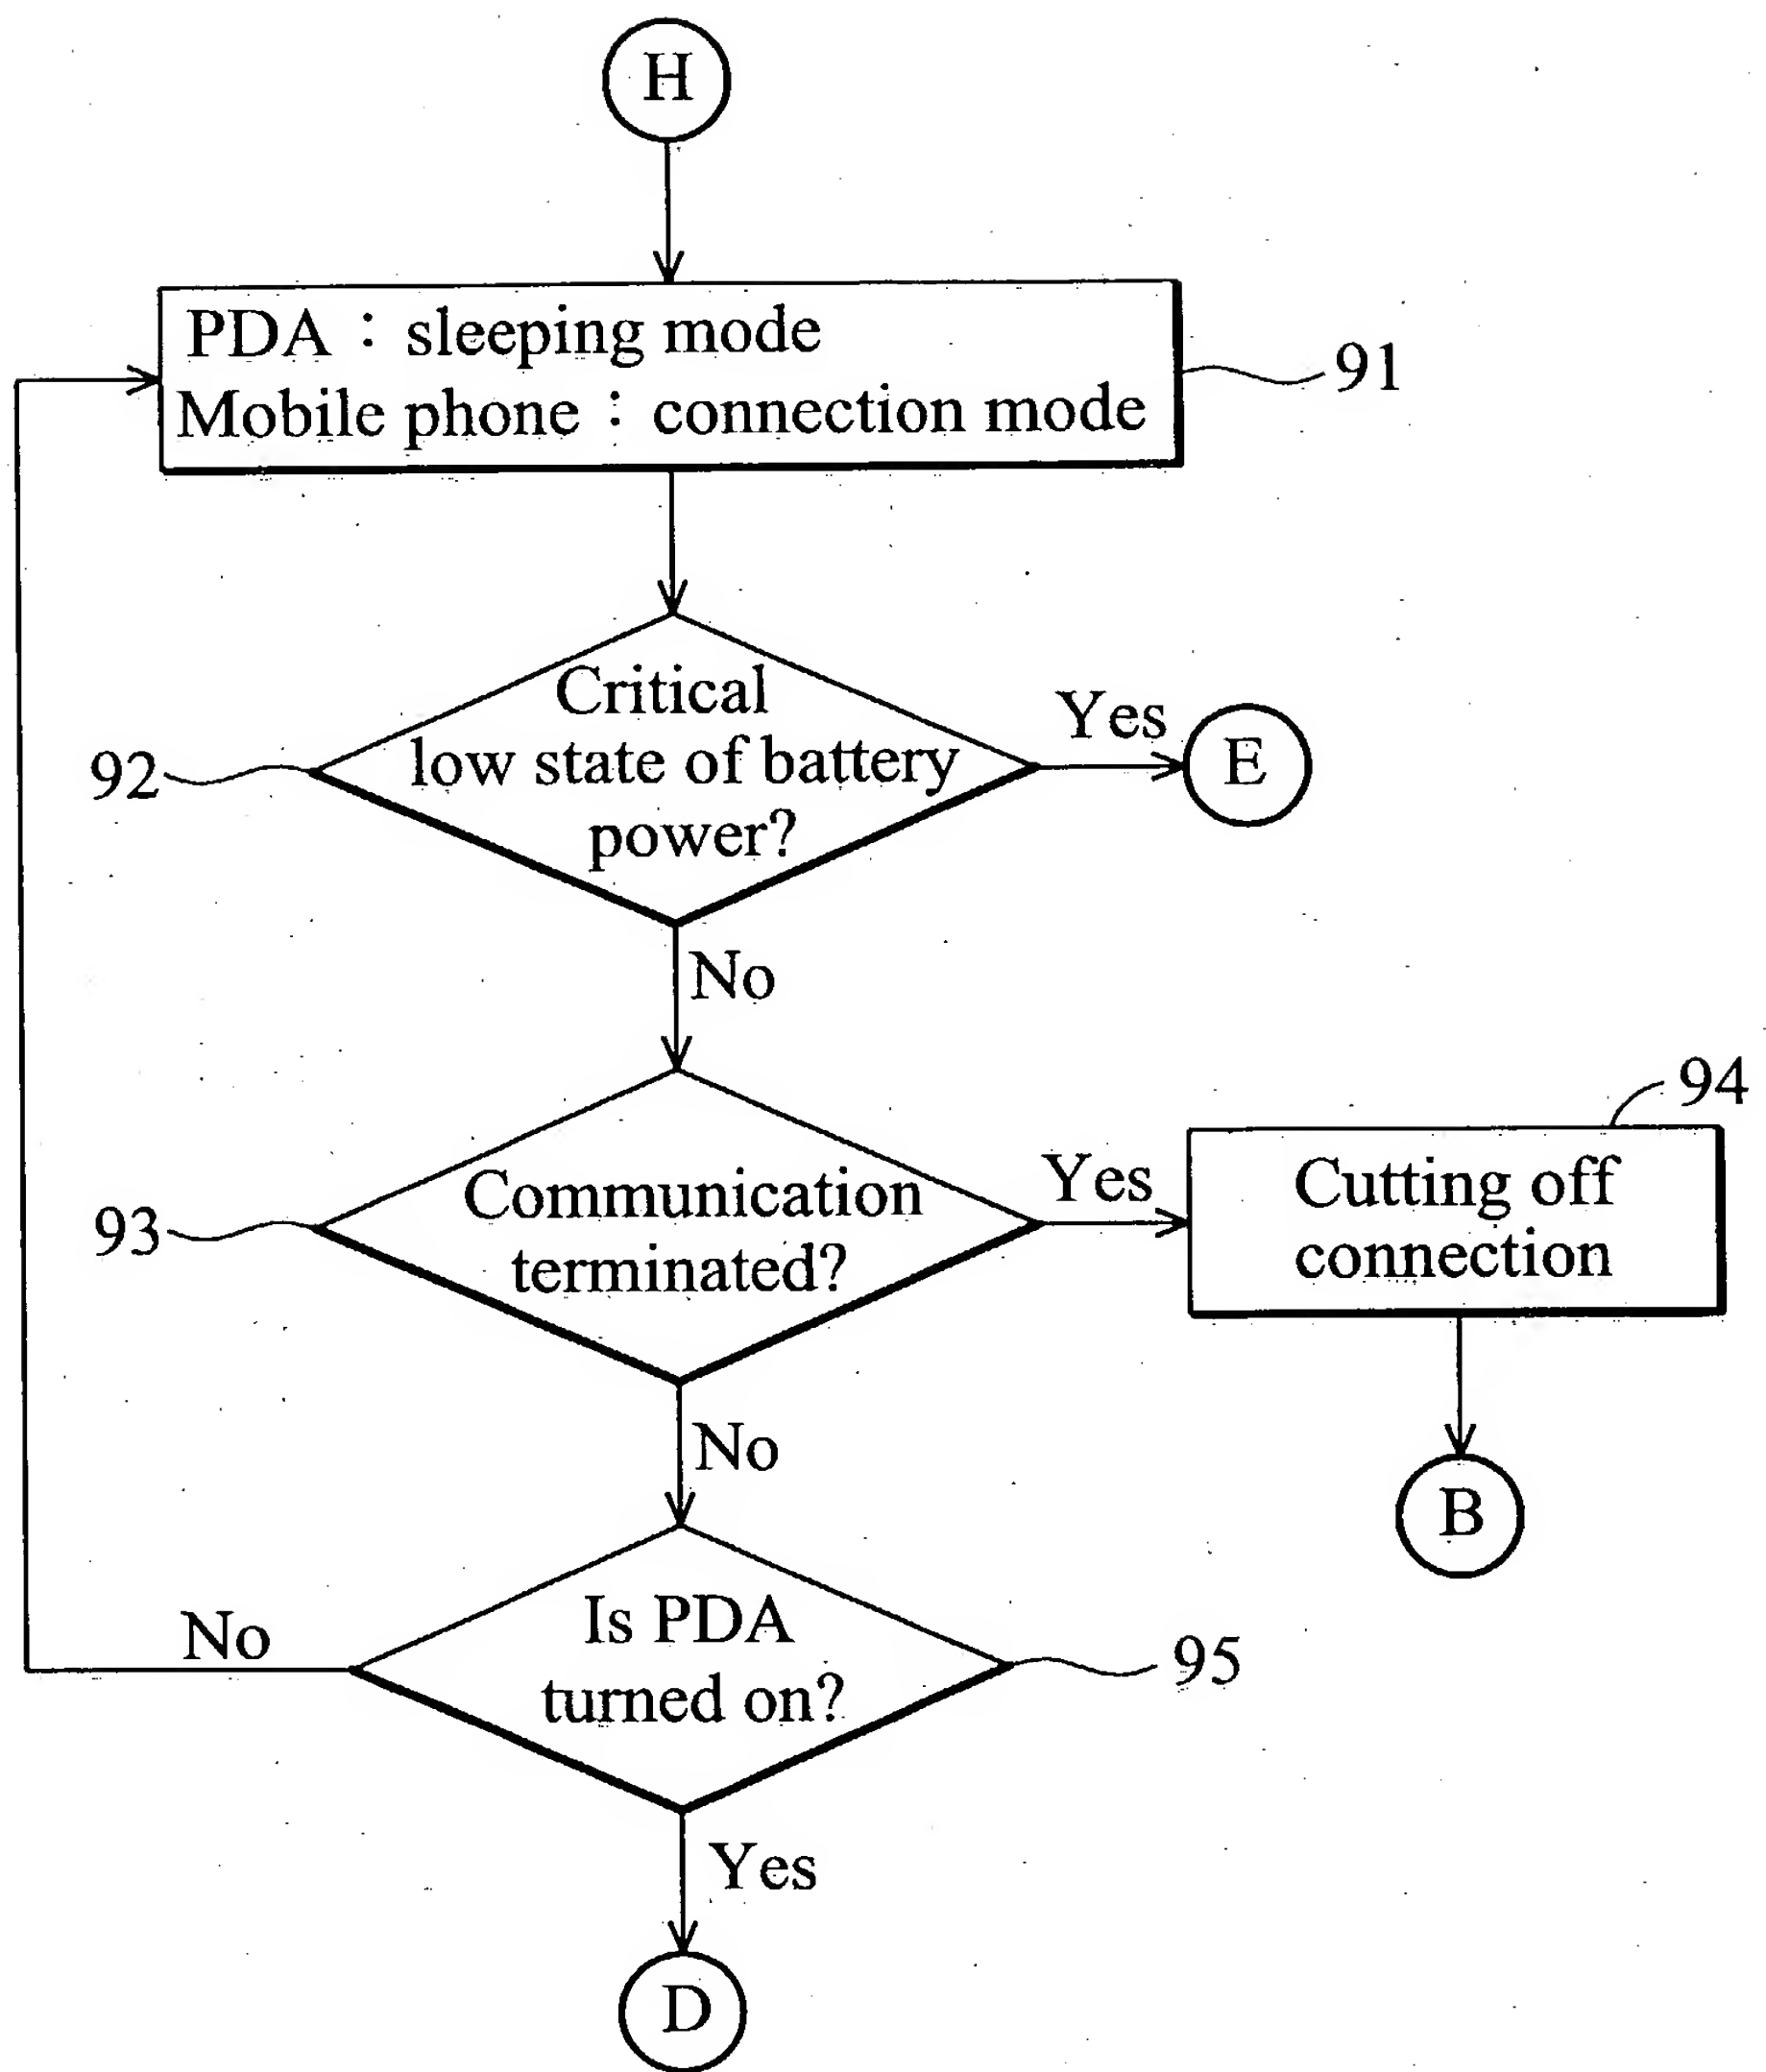 H
PDA : sleeping mode
Mobile phone : connection mode
91
Critical
low state of battery
power?
92
Yes
E
No
Communication
terminated?
93
Yes
94
Cutting off
connection
B
No
Is PDA
turned on?
95
No
Yes
D